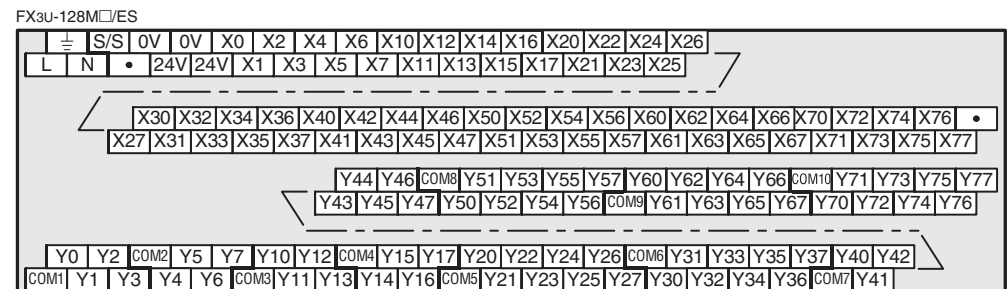 FX3U-128M□/ES
⏚ S/S 0V 0V X0 X2 X4 X6 X10 X12 X14 X16 X20 X22 X24 X26
L N • 24V 24V X1 X3 X5 X7 X11 X13 X15 X17 X21 X23 X25
X30 X32 X34 X36 X40 X42 X44 X46 X50 X52 X54 X56 X60 X62 X64 X66 X70 X72 X74 X76 •
X27 X31 X33 X35 X37 X41 X43 X45 X47 X51 X53 X55 X57 X61 X63 X65 X67 X71 X73 X75 X77
Y44 Y46 COM8 Y51 Y53 Y55 Y57 Y60 Y62 Y64 Y66 COM10 Y71 Y73 Y75 Y77
Y43 Y45 Y47 Y50 Y52 Y54 Y56 COM9 Y61 Y63 Y65 Y67 Y70 Y72 Y74 Y76
Y0 Y2 COM2 Y5 Y7 Y10 Y12 COM4 Y15 Y17 Y20 Y22 Y24 Y26 COM6 Y31 Y33 Y35 Y37 Y40 Y42
COM1 Y1 Y3 Y4 Y6 COM3 Y11 Y13 Y14 Y16 COM5 Y21 Y23 Y25 Y27 Y30 Y32 Y34 Y36 COM7 Y41